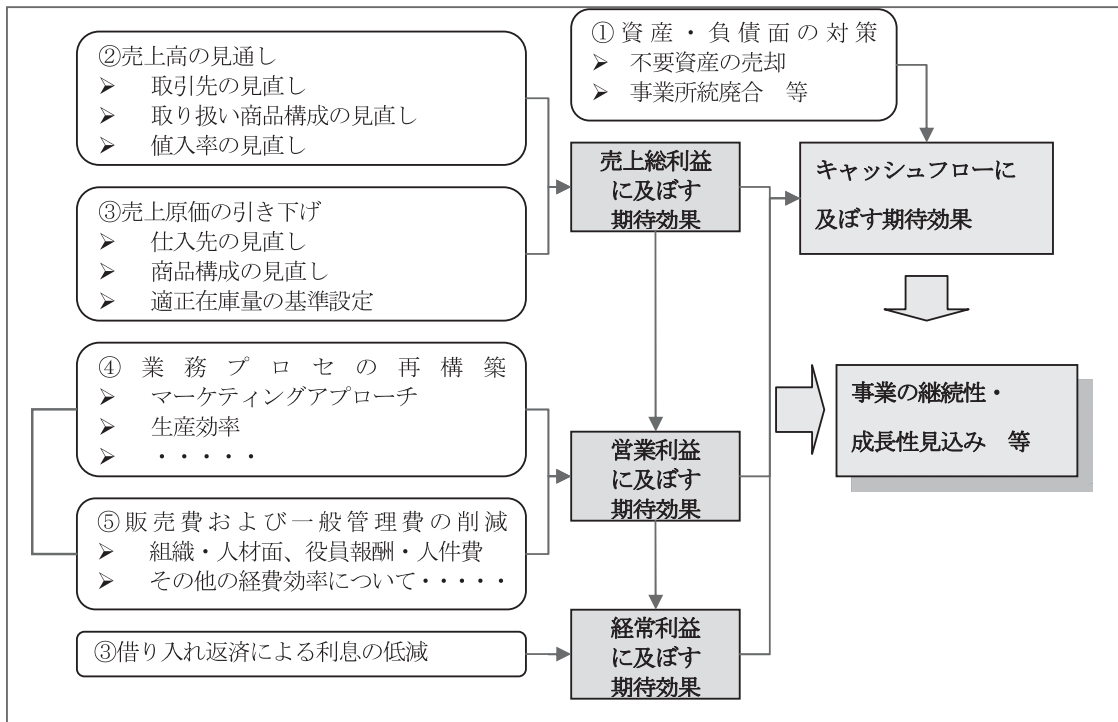 ①資産・負債面の対策
➢ 不要資産の売却
➢ 事業所統廃合　等
②売上高の見通し
➢ 取引先の見直し
➢ 取り扱い商品構成の見直し
➢ 値入率の見直し
③売上原価の引き下げ
➢ 仕入先の見直し
➢ 商品構成の見直し
➢ 適正在庫量の基準設定
売上総利益
に及ぼす
期待効果
キャッシュフローに
及ぼす期待効果
④業務プロセの再構築
➢ マーケティングアプローチ
➢ 生産効率
➢ ・・・・・
⑤販売費および一般管理費の削減
➢ 組織・人材面、役員報酬・人件費
➢ その他の経費効率について・・・・・
営業利益
に及ぼす
期待効果
事業の継続性・
成長性見込み　等
③借り入れ返済による利息の低減
経常利益
に及ぼす
期待効果